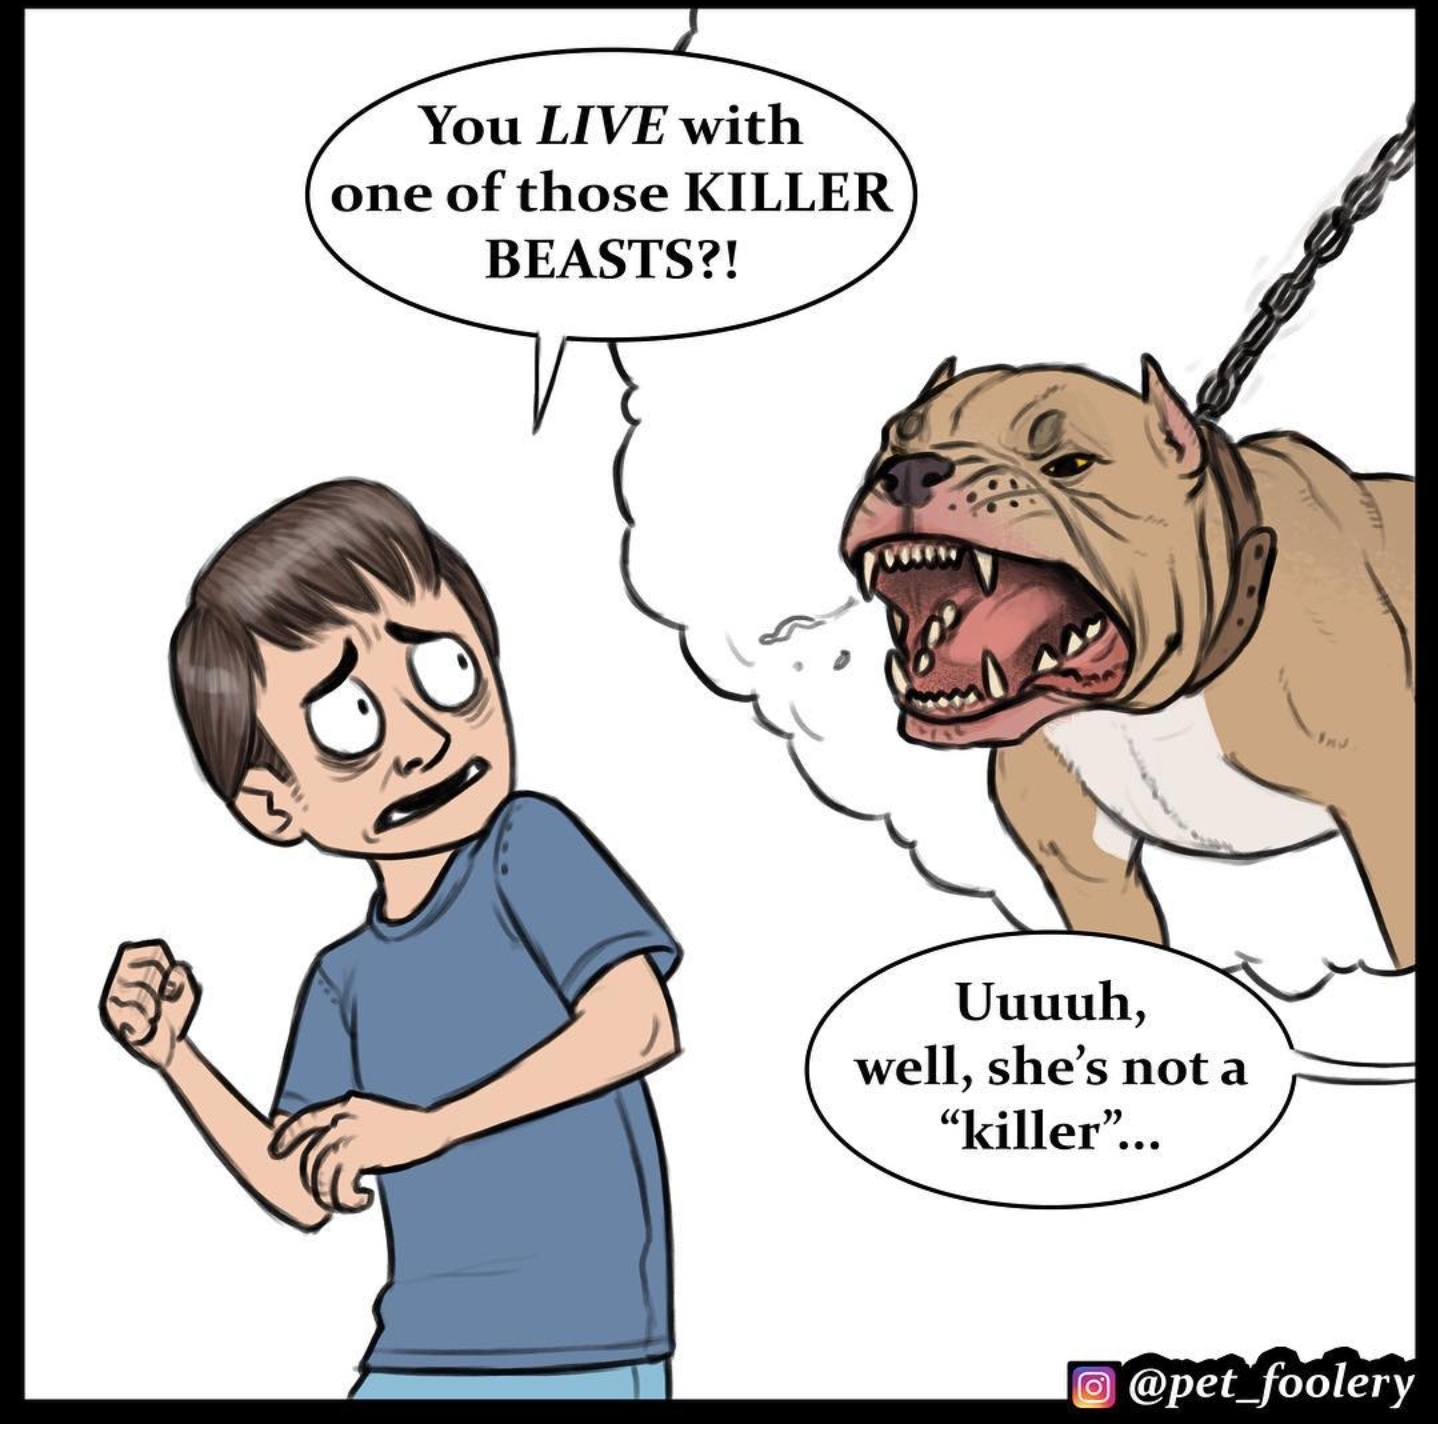 You LIVE with
one of those KILLER
BEASTS?!
Uuuuh,
well, she's not a
“killer”...
@pet_foolery